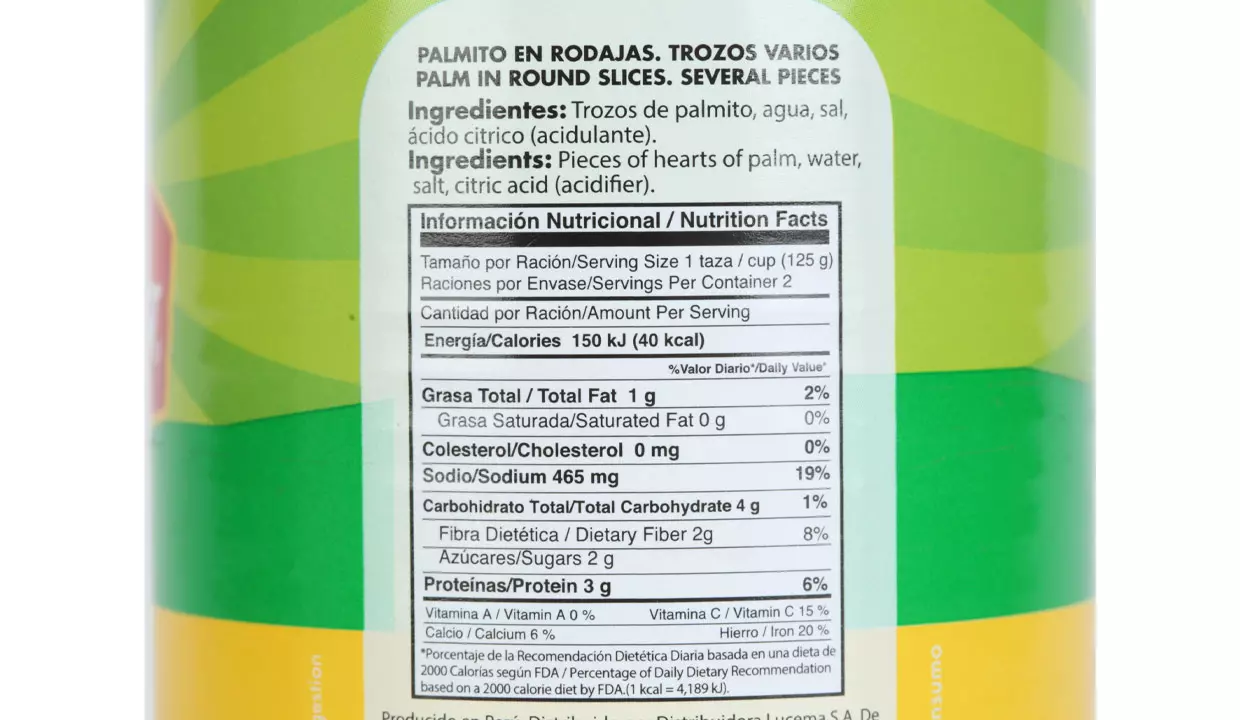 PALMITO EN RODAJAS. TROZOS VARIOS
PALM IN ROUND SLICES. SEVERAL PIECES
Ingredientes: Trozos de palmito, agua, sal,
ácido citrico (acidulante).
Ingredients: Pieces of hearts of palm, water,
salt, citric acid (acidifier).
Información Nutricional / Nutrition Facts
Tamaño por Ración/Serving Size 1 taza / cup (125 g)
Raciones por Envase/Servings Per Container 2
Cantidad por Ración/Amount Per Serving
Energía/Calories 150 kJ (40 kcal)
%Valor Diario*/Daily Value*
Grasa Total / Total Fat 1 g 2%
Grasa Saturada/Saturated Fat 0 g 0%
Colesterol/Cholesterol 0 mg 0%
Sodio/Sodium 465 mg 19%
Carbohidrato Total/Total Carbohydrate 4 g 1%
Fibra Dietética / Dietary Fiber 2g 8%
Azúcares/Sugars 2 g
Proteínas/Protein 3 g 6%
Vitamina A / Vitamin A 0 % Vitamina C / Vitamin C 15 %
Calcio / Calcium 6 % Hierro / Iron 20 %
*Porcentaje de la Recomendación Dietética Diaria basada en una dieta de
2000 Calorías según FDA / Percentage of Daily Dietary Recommendation
based on a 2000 calorie diet by FDA.(1 kcal = 4,189 kJ).
Producido en Perú. Distribuido por Distribuidora Lucema S.A. De